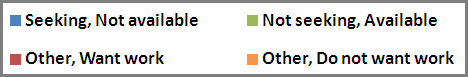 Seeking, Not available Not seeking, Available
Other, Want work Other, Do not want work